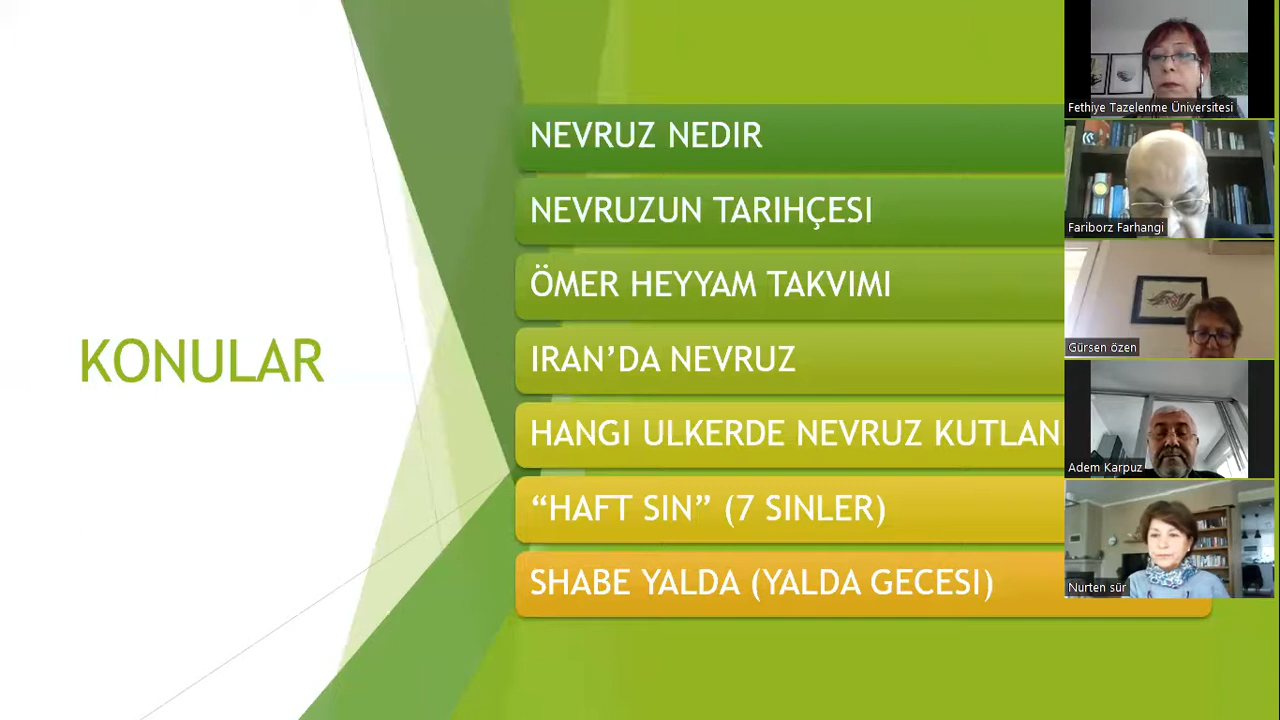 KONULAR
NEVRUZ NEDIR
NEVRUZUN TARIHÇESI
ÖMER HEYYAM TAKVIMI
IRAN’DA NEVRUZ
HANGI ULKERDE NEVRUZ KUTLAN
“HAFT SIN” (7 SINLER)
SHABE YALDA (YALDA GECESI)
Fethiye Tazelenme Üniversitesi
Fariborz Farhangi
Gürsen özen
Adem Karpuz
Nurten sür